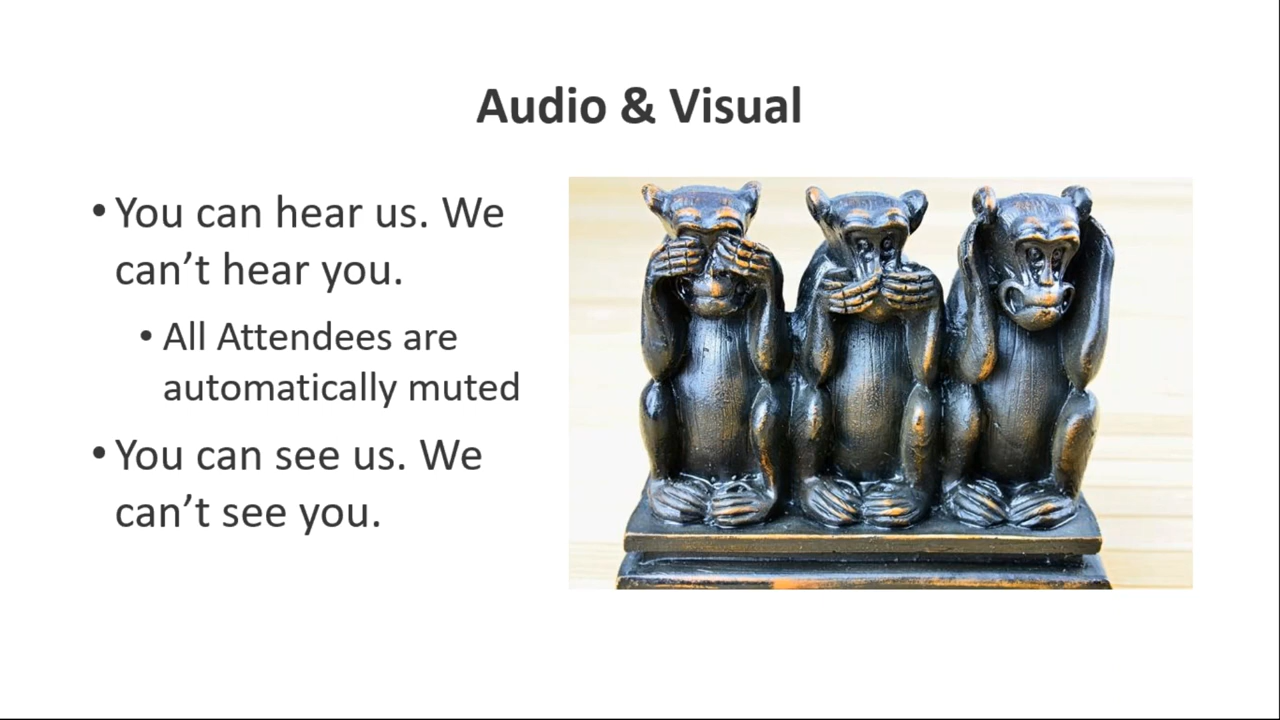 Audio & Visual
• You can hear us. We
can’t hear you.
• All Attendees are
automatically muted
• You can see us. We
can’t see you.